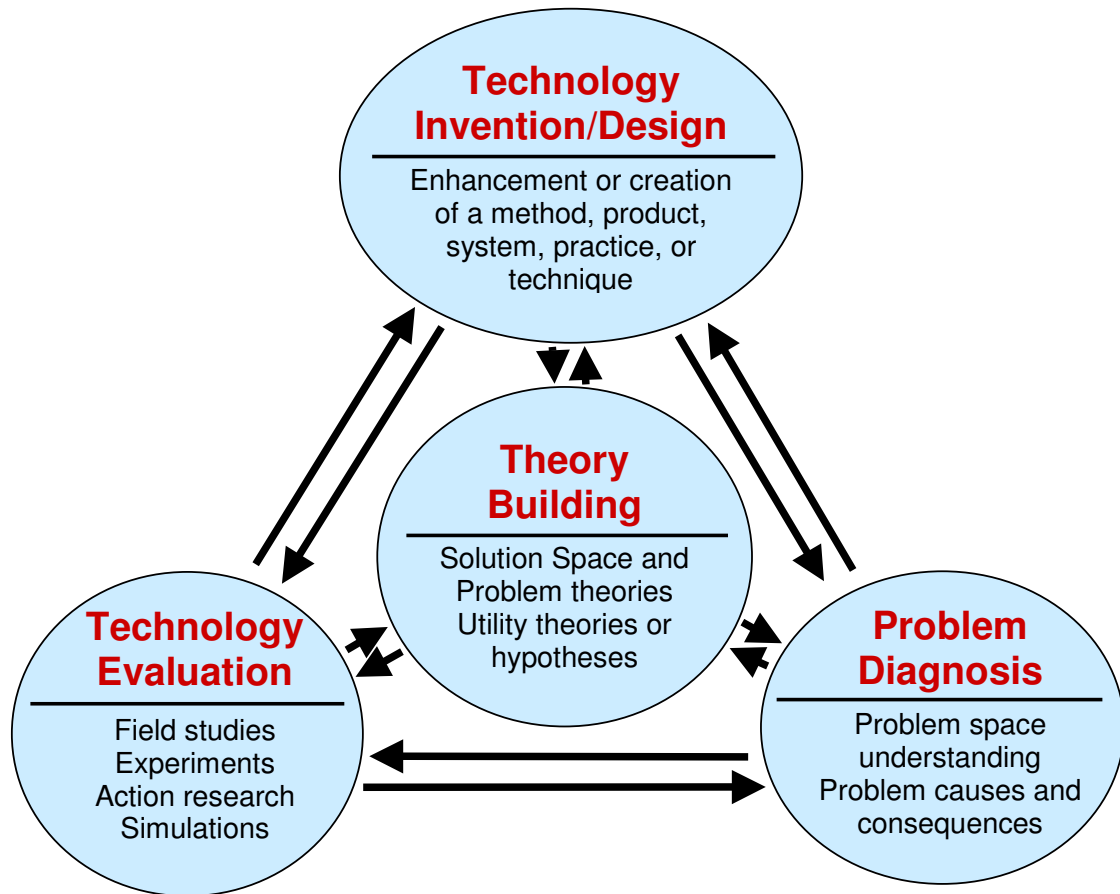 Technology
Invention/Design
Enhancement or creation
of a method, product,
system, practice, or
technique
Theory
Building
Solution Space and
Problem theories
Utility theories or
hypotheses
Technology
Evaluation
Field studies
Experiments
Action research
Simulations
Problem
Diagnosis
Problem space
understanding
Problem causes and
consequences